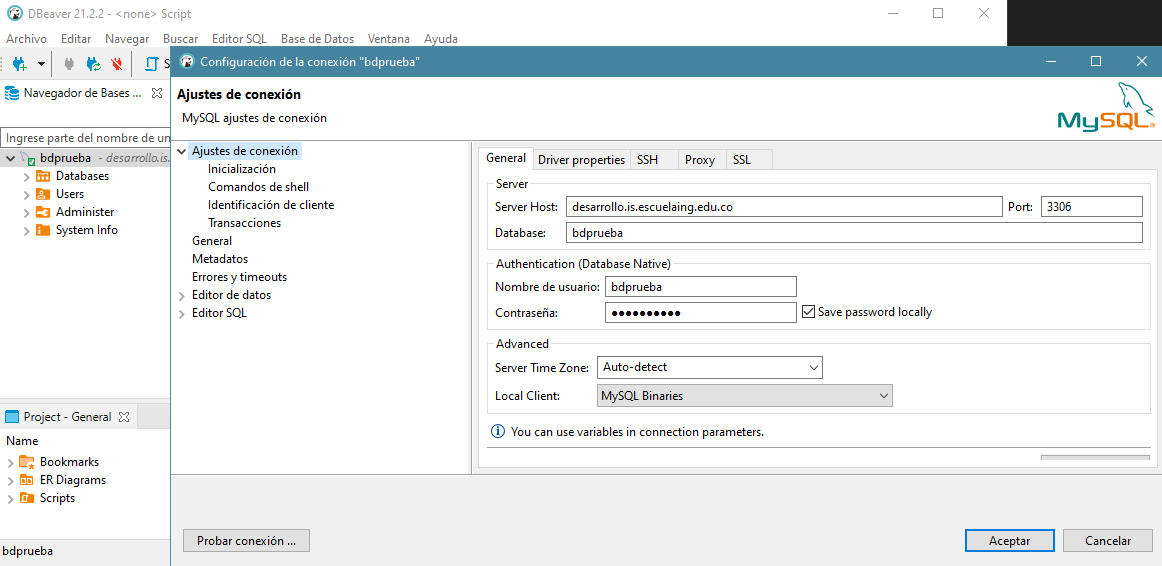 DBeaver 21.2.2 - <none> Script
Archivo Editar Navegar Buscar Editor SQL Base de Datos Ventana Ayuda
S
Configuración de la conexión "bdprueba"
Navegador de Bases ...
Ingrese parte del nombre de un
bdprueba - desarrollo.is.
Databases
Users
Administer
System Info
Project - General
Name
Bookmarks
ER Diagrams
Scripts
bdprueba
Ajustes de conexión
MySQL ajustes de conexión
MySQL
Ajustes de conexión
Inicialización
Comandos de shell
Identificación de cliente
Transacciones
General
Metadatos
Errores y timeouts
Editor de datos
Editor SQL
General Driver properties SSH Proxy SSL
Server
Server Host: desarrollo.is.escuelaing.edu.co Port: 3306
Database: bdprueba
Authentication (Database Native)
Nombre de usuario: bdprueba
Contraseña: ●●●●●●●●●● Save password locally
Advanced
Server Time Zone: Auto-detect
Local Client: MySQL Binaries
You can use variables in connection parameters.
Probar conexión ... Aceptar Cancelar